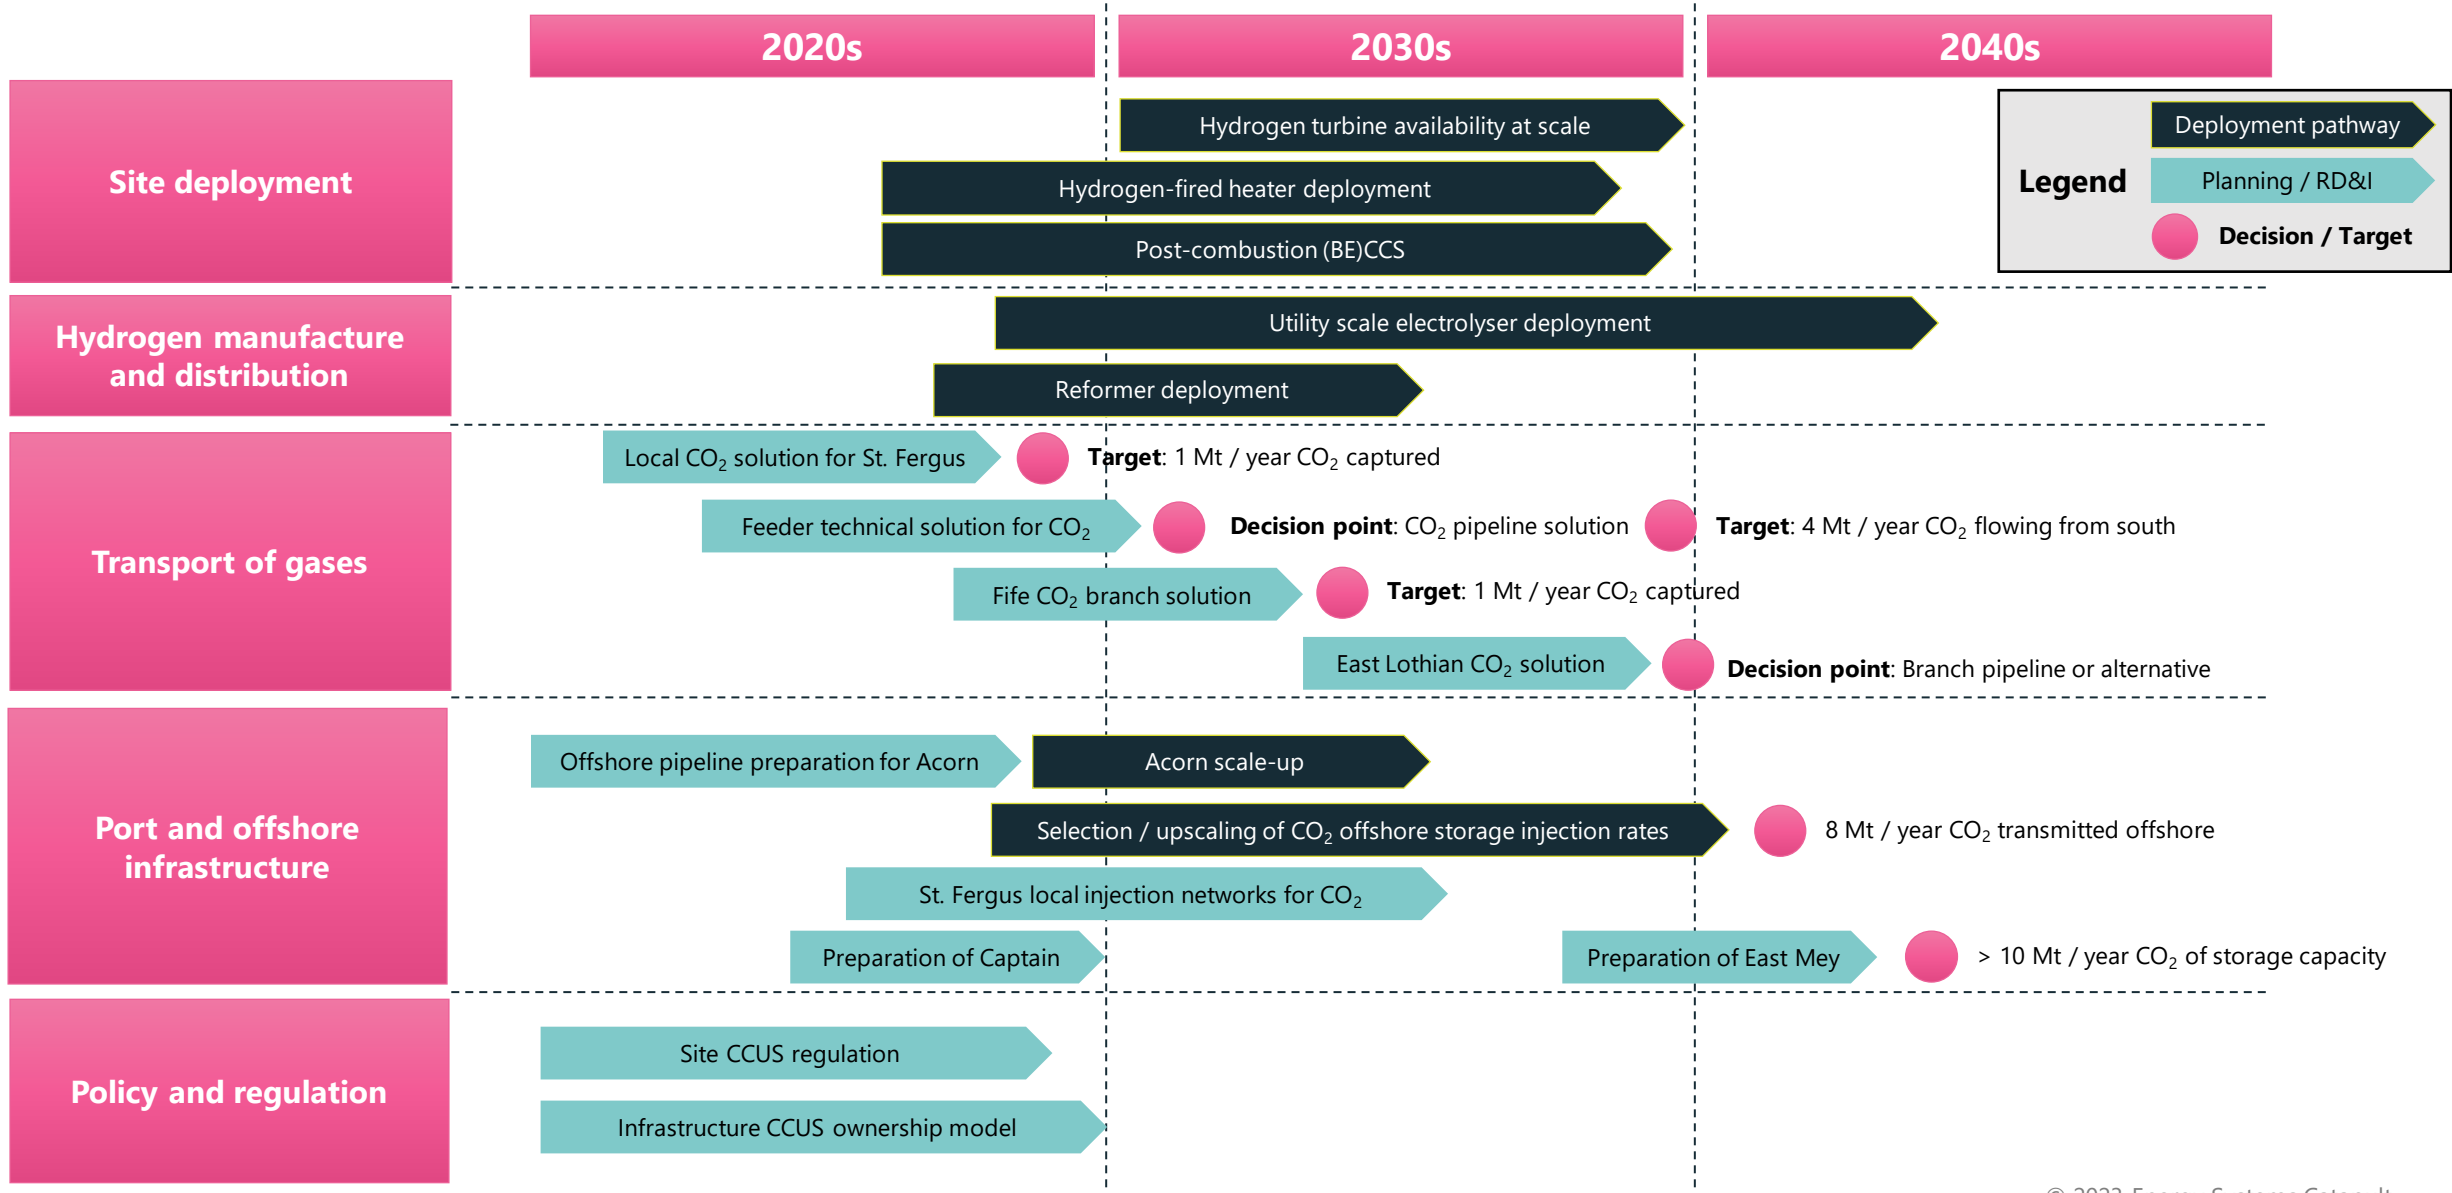 2020s
2030s
2040s
Site deployment
Hydrogen turbine availability at scale
Hydrogen-fired heater deployment
Post-combustion (BE)CCS
Legend
Deployment pathway
Planning / RD&I
Decision / Target
Hydrogen manufacture
and distribution
Utility scale electrolyser deployment
Reformer deployment
Transport of gases
Local CO₂ solution for St. Fergus
Target: 1 Mt / year CO₂ captured
Feeder technical solution for CO₂
Decision point: CO₂ pipeline solution
Target: 4 Mt / year CO₂ flowing from south
Fife CO₂ branch solution
Target: 1 Mt / year CO₂ captured
East Lothian CO₂ solution
Decision point: Branch pipeline or alternative
Port and offshore
infrastructure
Offshore pipeline preparation for Acorn
Acorn scale-up
Selection / upscaling of CO₂ offshore storage injection rates
8 Mt / year CO₂ transmitted offshore
St. Fergus local injection networks for CO₂
Preparation of Captain
Preparation of East Mey
> 10 Mt / year CO₂ of storage capacity
Policy and regulation
Site CCUS regulation
Infrastructure CCUS ownership model